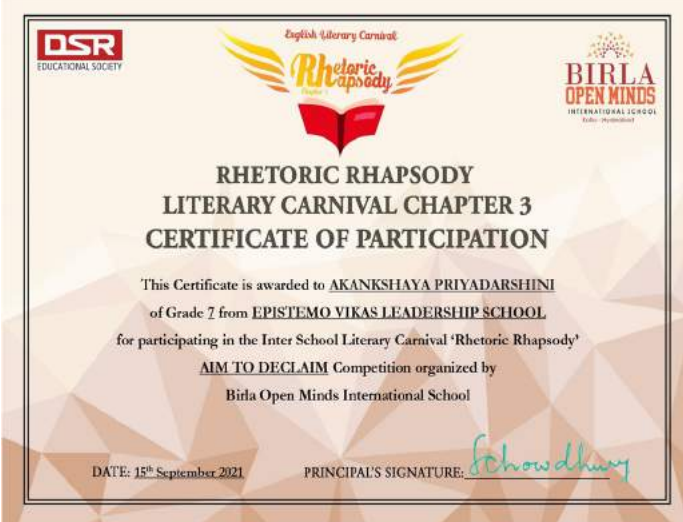 DSR
EDUCATIONAL SOCIETY
English Literary Carnival
Rhetoric
Rhapsody
BIRLA
OPEN MINDS
INTERNATIONAL SCHOOL
RHETORIC RHAPSODY
LITERARY CARNIVAL CHAPTER 3
CERTIFICATE OF PARTICIPATION
This Certificate is awarded to AKANKSHAYA PRIYADARSHINI
of Grade 7 from EPISTEMO VIKAS LEADERSHIP SCHOOL
for participating in the Inter School Literary Carnival ‘Rhetoric Rhapsody’
AIM TO DECLAIM Competition organized by
Birla Open Minds International School
DATE: 15th September 2021
PRINCIPAL'S SIGNATURE: Schowdhury